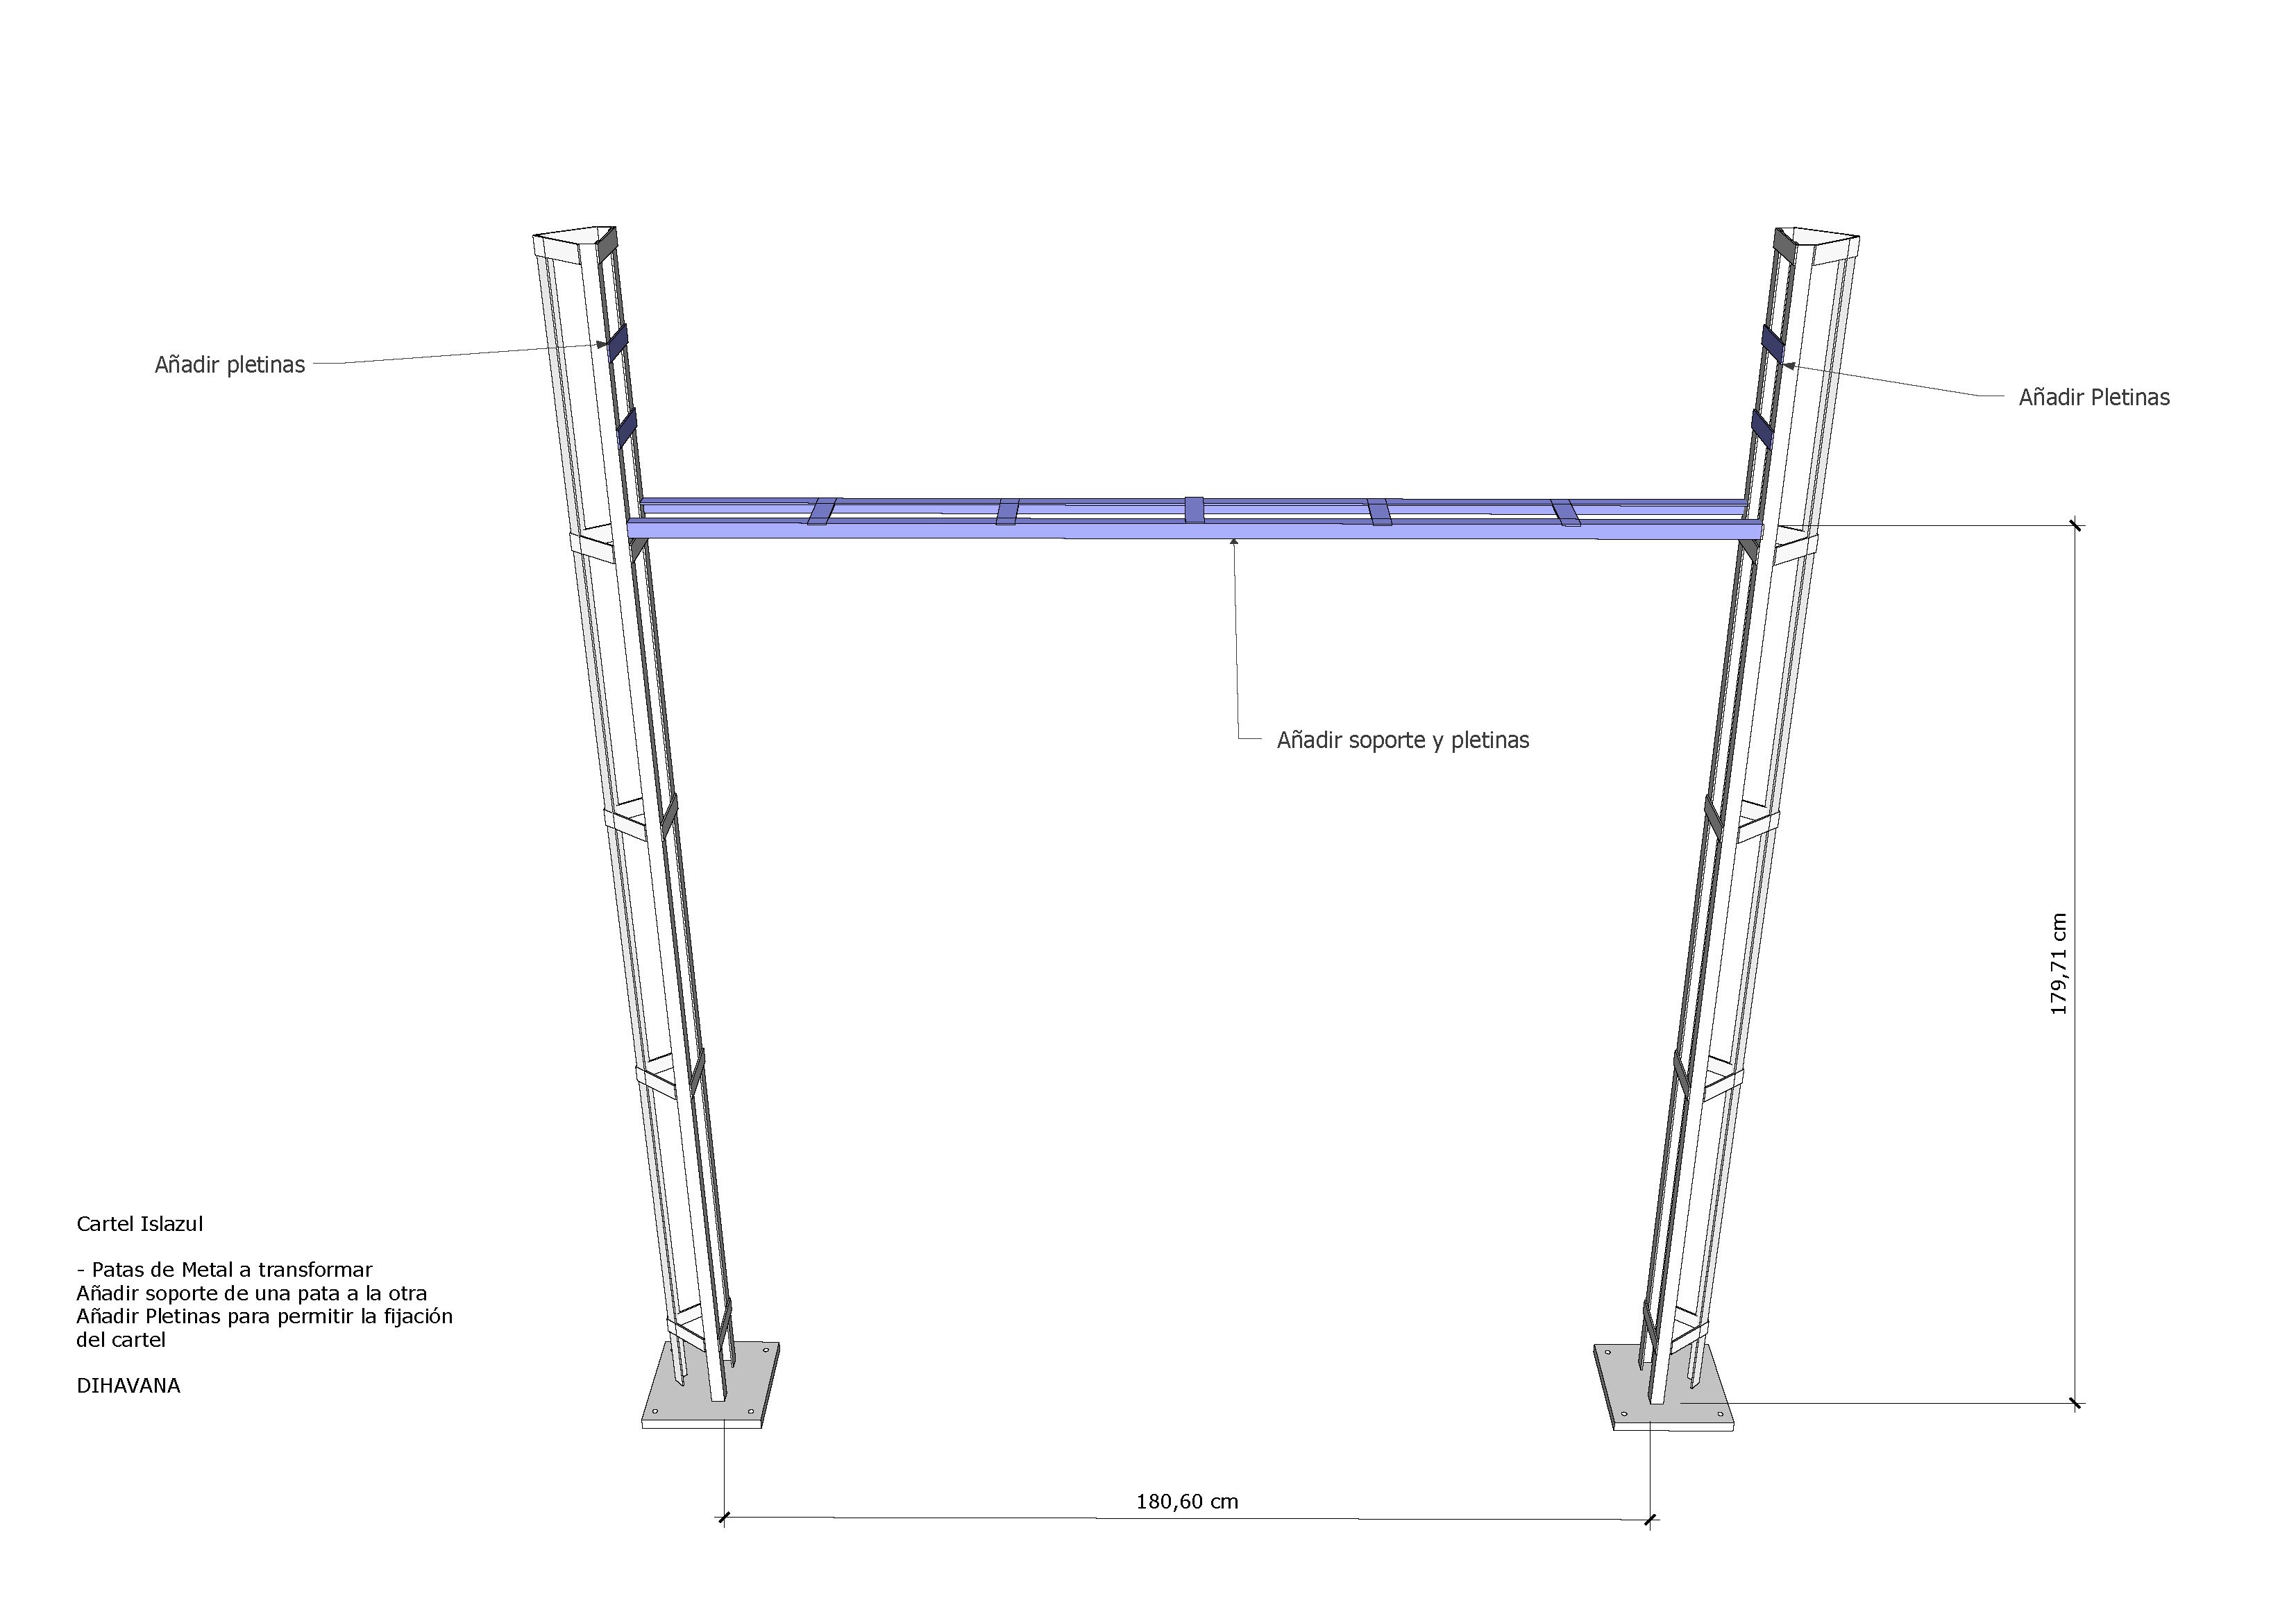 Añadir pletinas
Añadir Pletinas
Añadir soporte y pletinas
179,71 cm
Cartel Islazul
- Patas de Metal a transformar
Añadir soporte de una pata a la otra
Añadir Pletinas para permitir la fijación
del cartel
DIHAVANA
180,60 cm